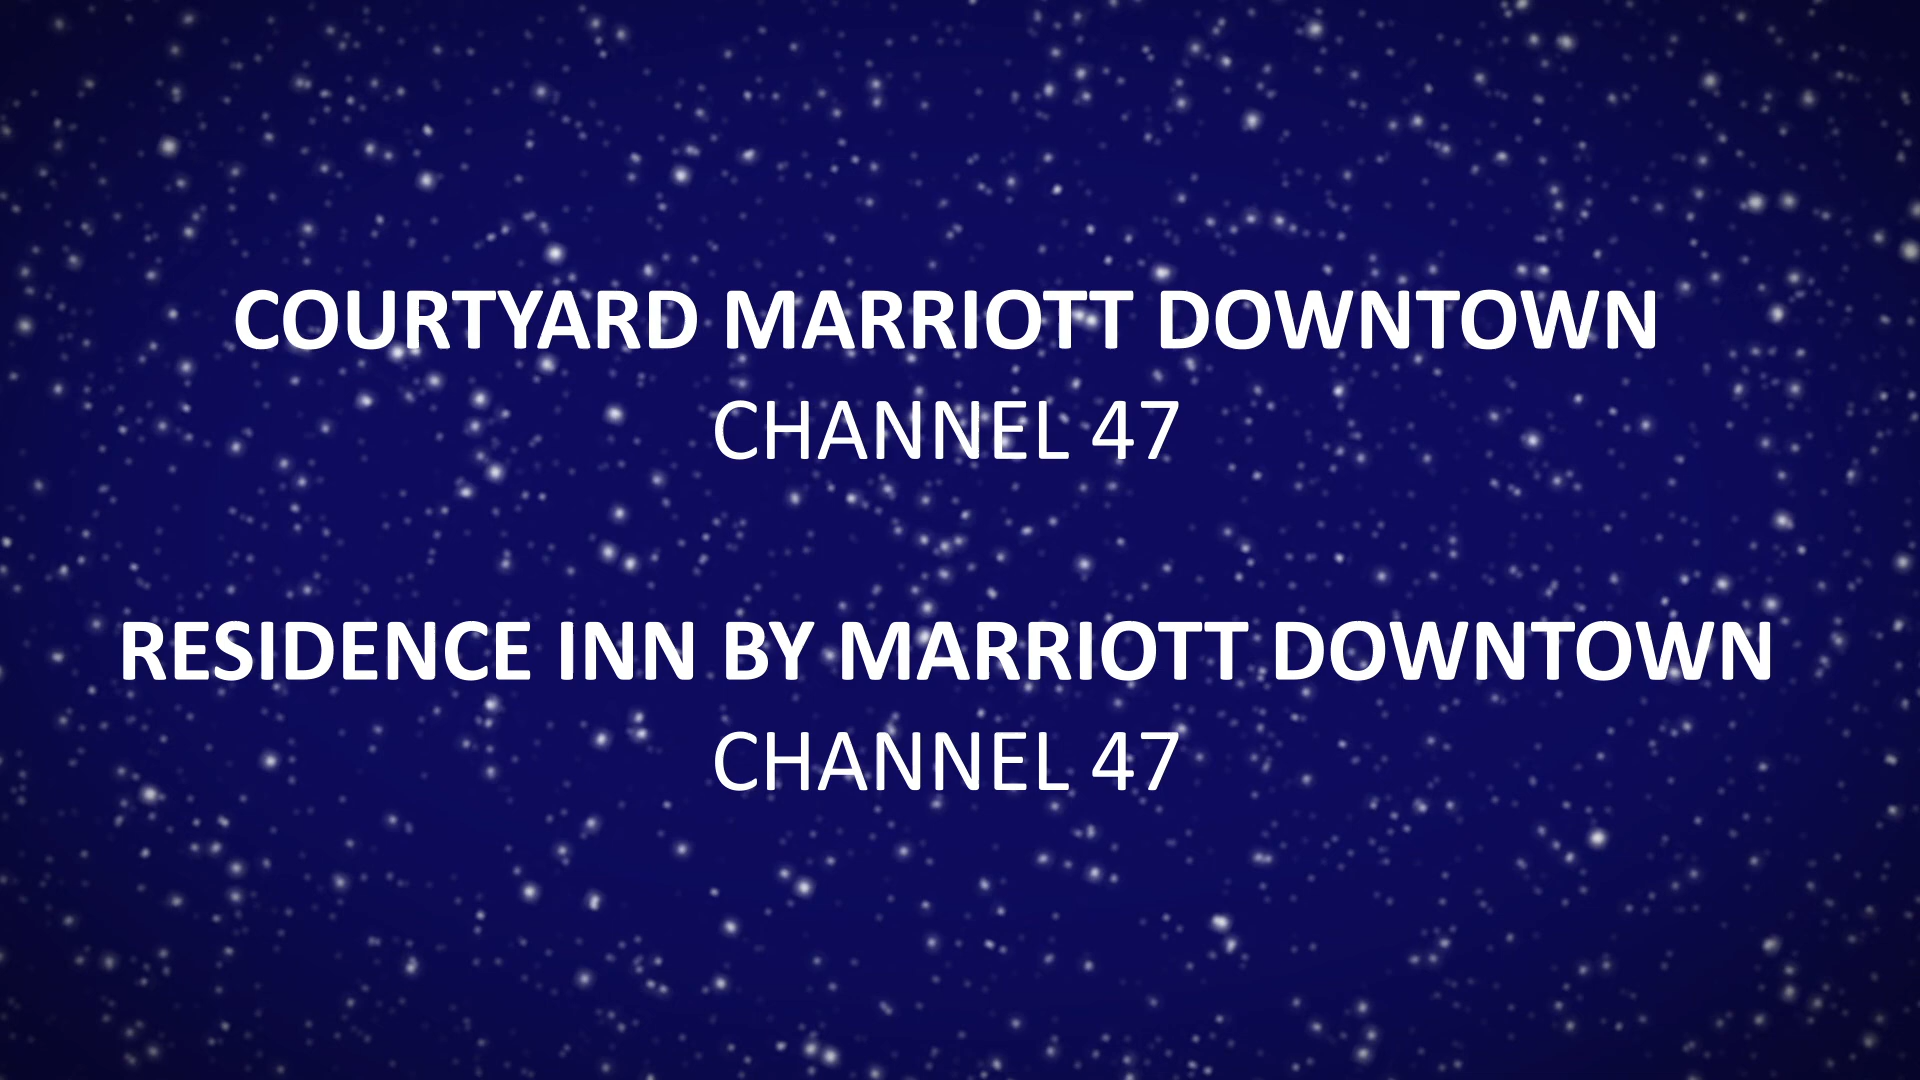 COURTYARD MARRIOTT DOWNTOWN
CHANNEL 47
RESIDENCE INN BY MARRIOTT DOWNTOWN
CHANNEL 47